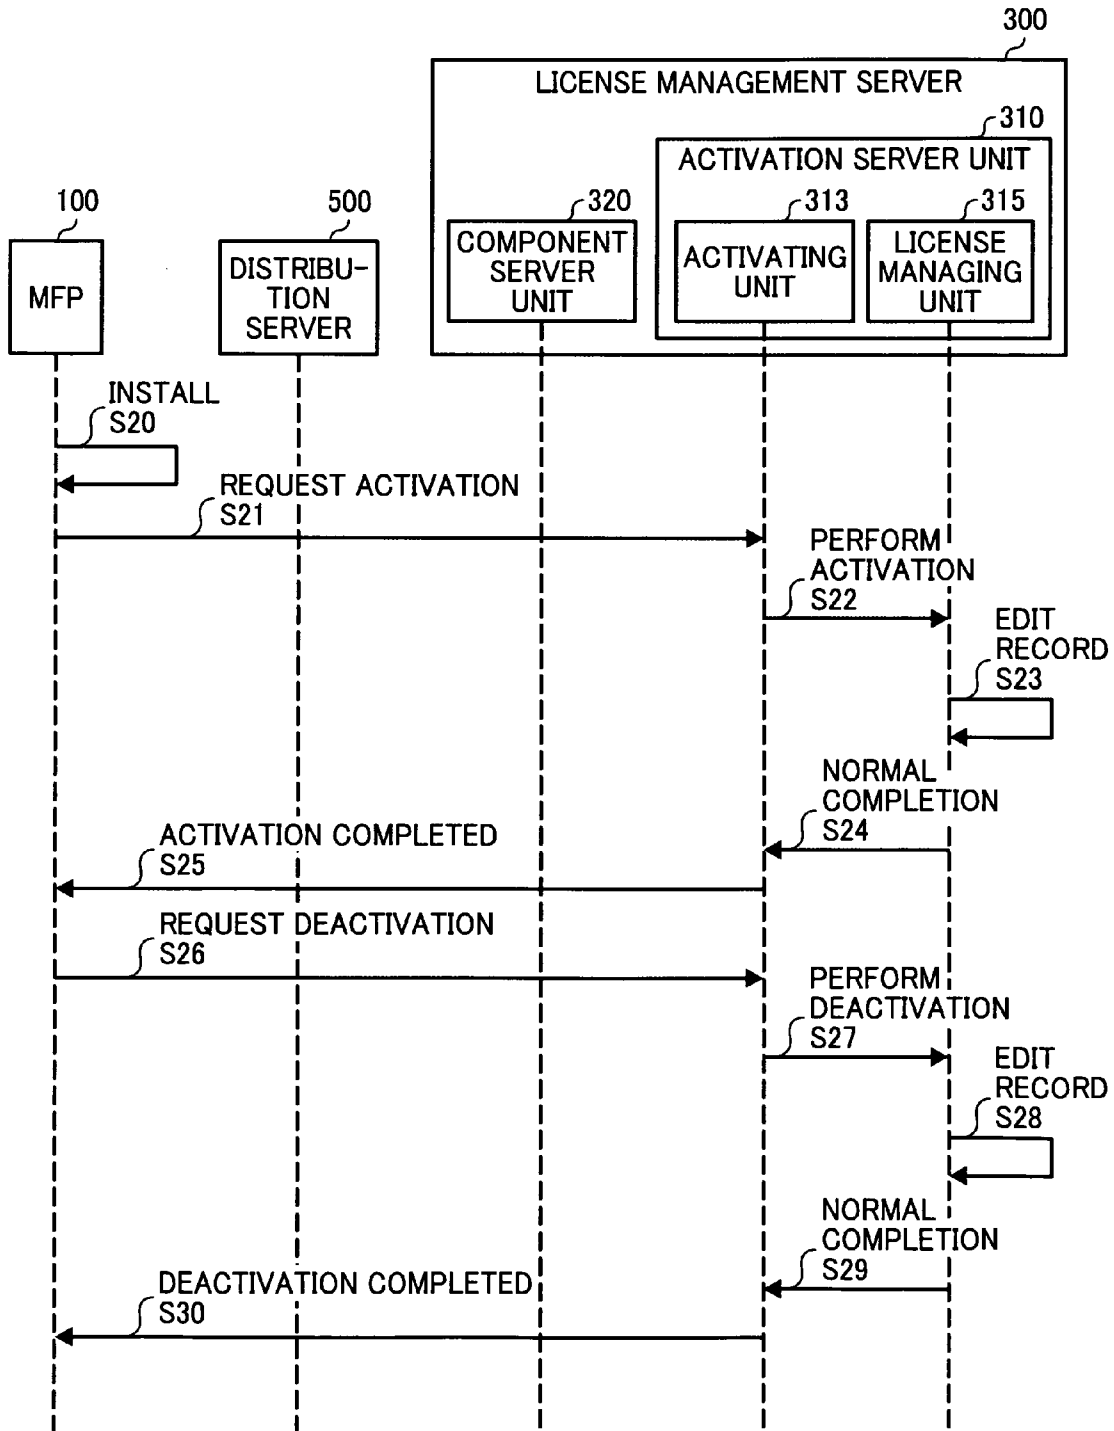 300
LICENSE MANAGEMENT SERVER
310
ACTIVATION SERVER UNIT
100
500
320
313
315
MFP
DISTRIBU-
TION
SERVER
COMPONENT
SERVER
UNIT
ACTIVATING
UNIT
LICENSE
MANAGING
UNIT
INSTALL
S20
REQUEST ACTIVATION
S21
PERFORM
ACTIVATION
S22
EDIT
RECORD
S23
NORMAL
COMPLETION
S24
ACTIVATION COMPLETED
S25
REQUEST DEACTIVATION
S26
PERFORM
DEACTIVATION
S27
EDIT
RECORD
S28
NORMAL
COMPLETION
S29
DEACTIVATION COMPLETED
S30